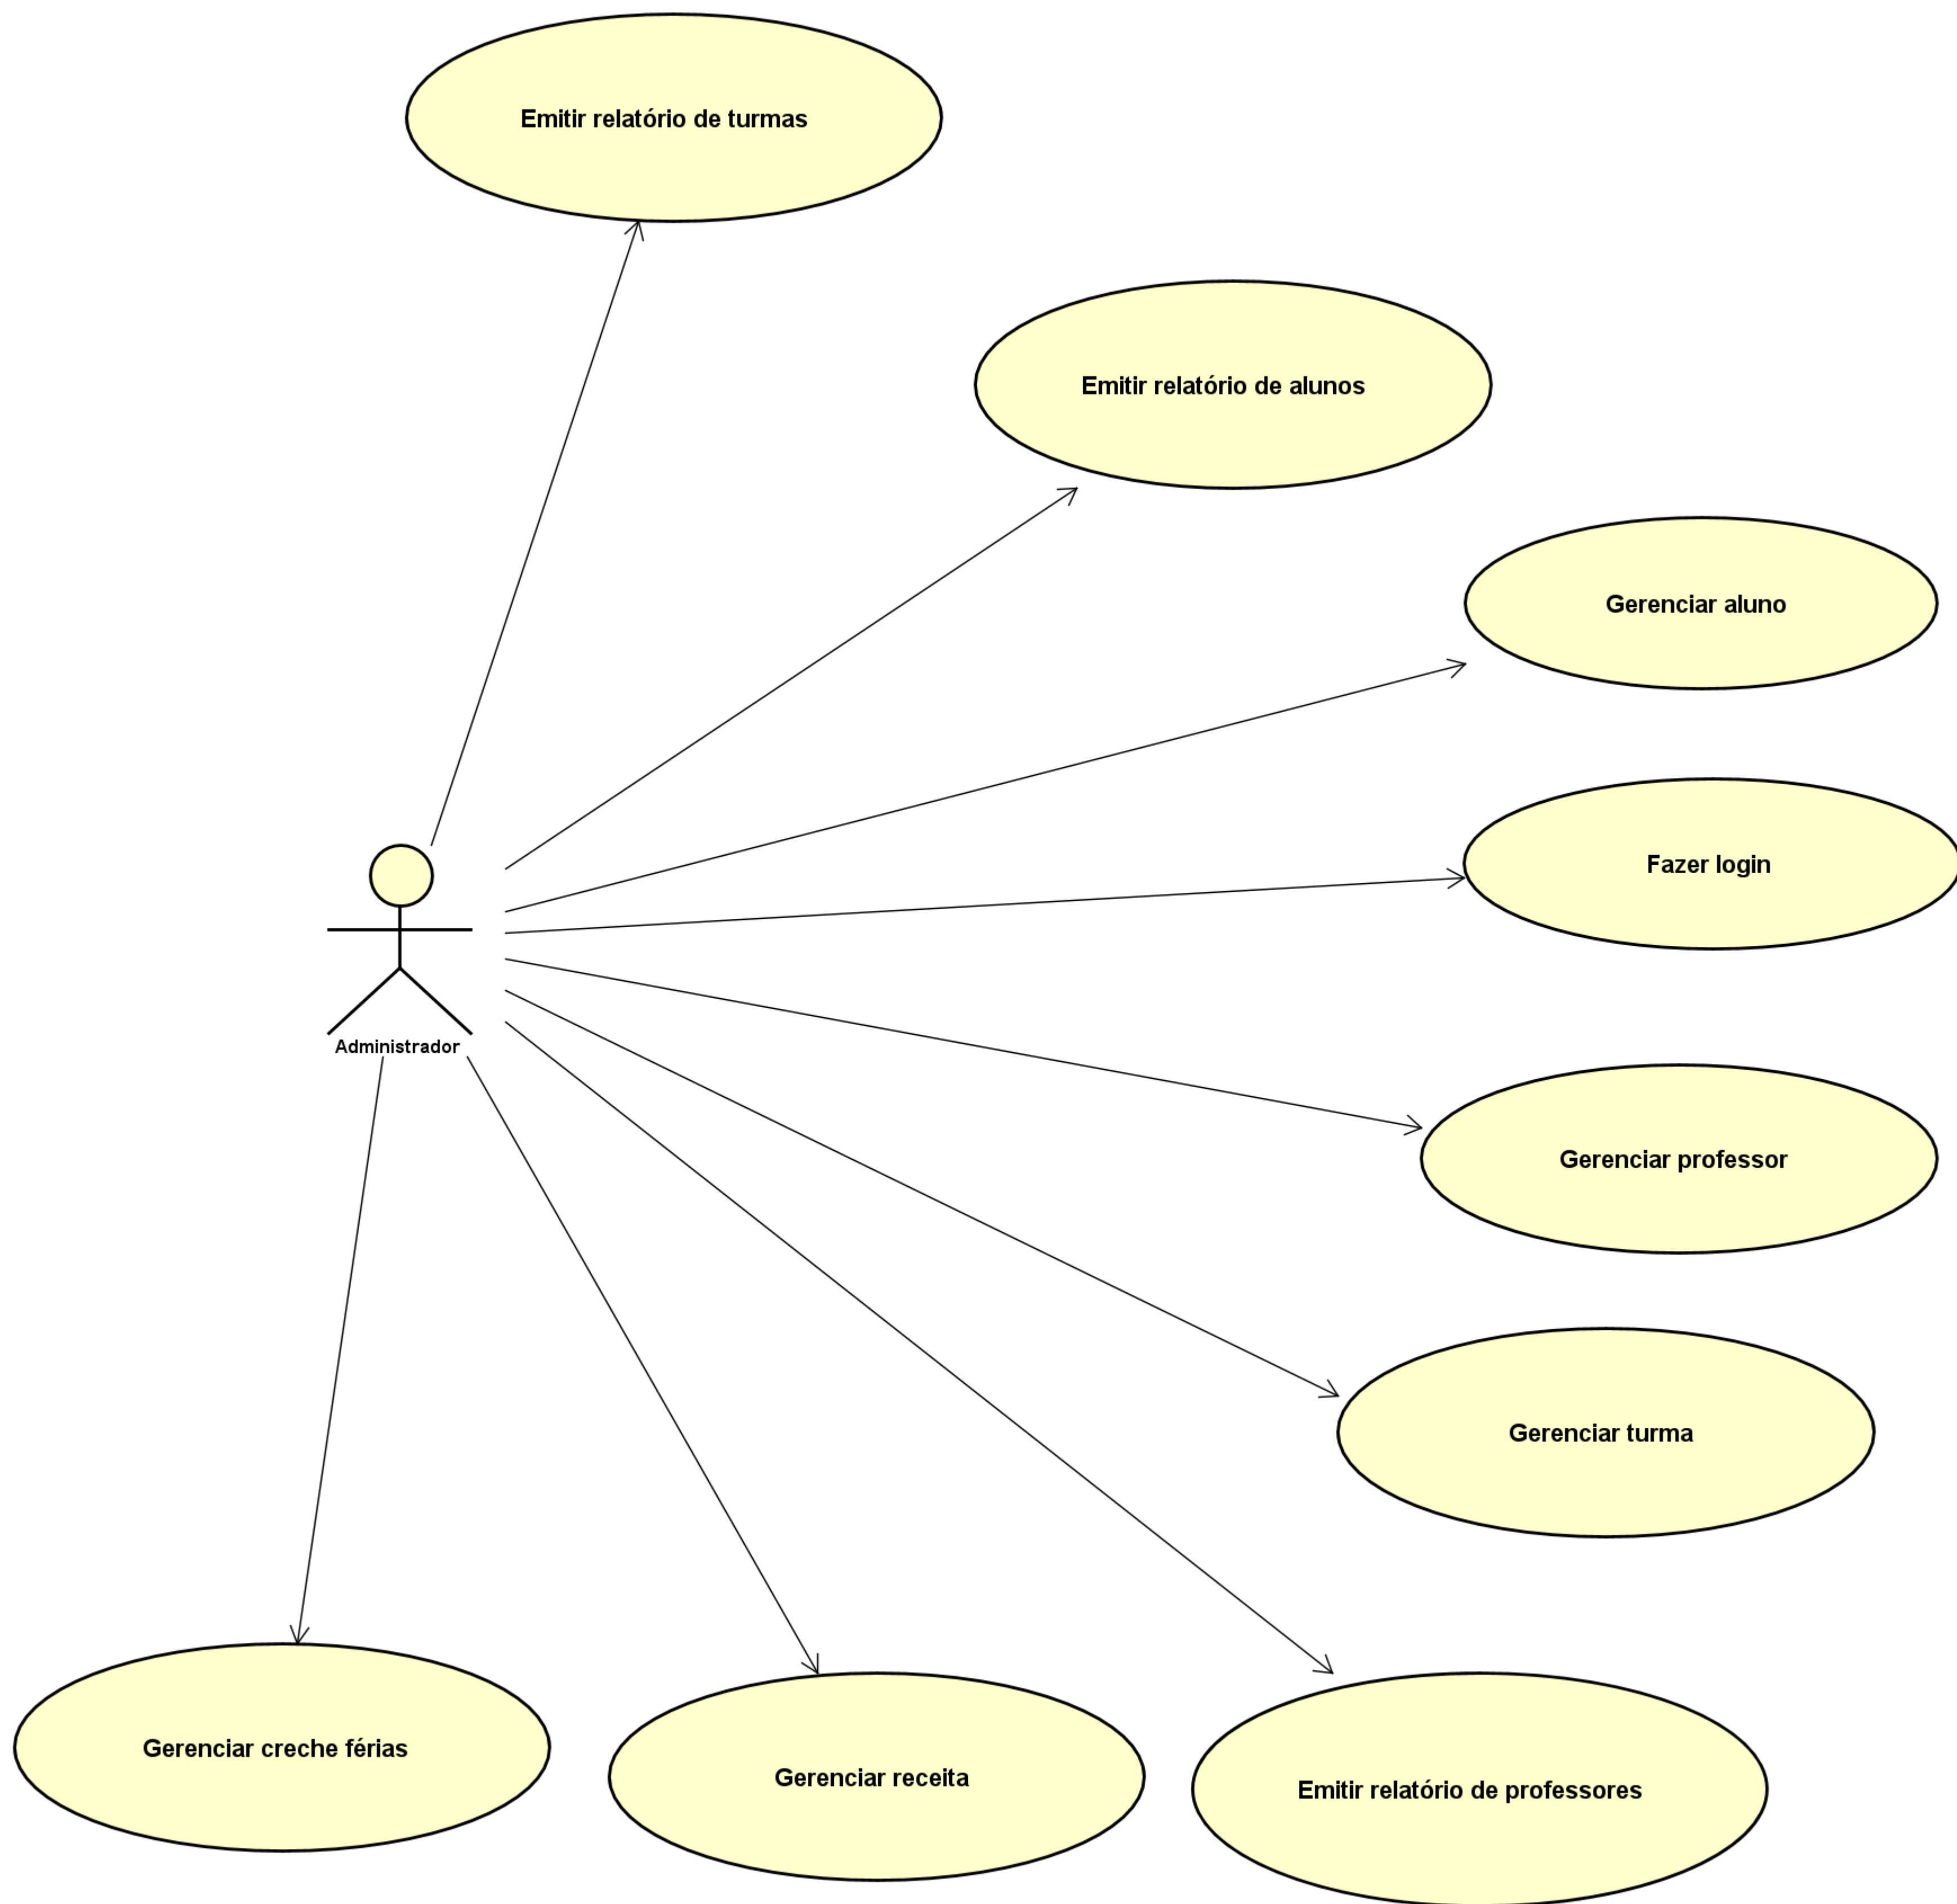 Emitir relatório de turmas
Emitir relatório de alunos
Gerenciar aluno
Fazer login
Administrador
Gerenciar professor
Gerenciar turma
Gerenciar creche férias
Gerenciar receita
Emitir relatório de professores